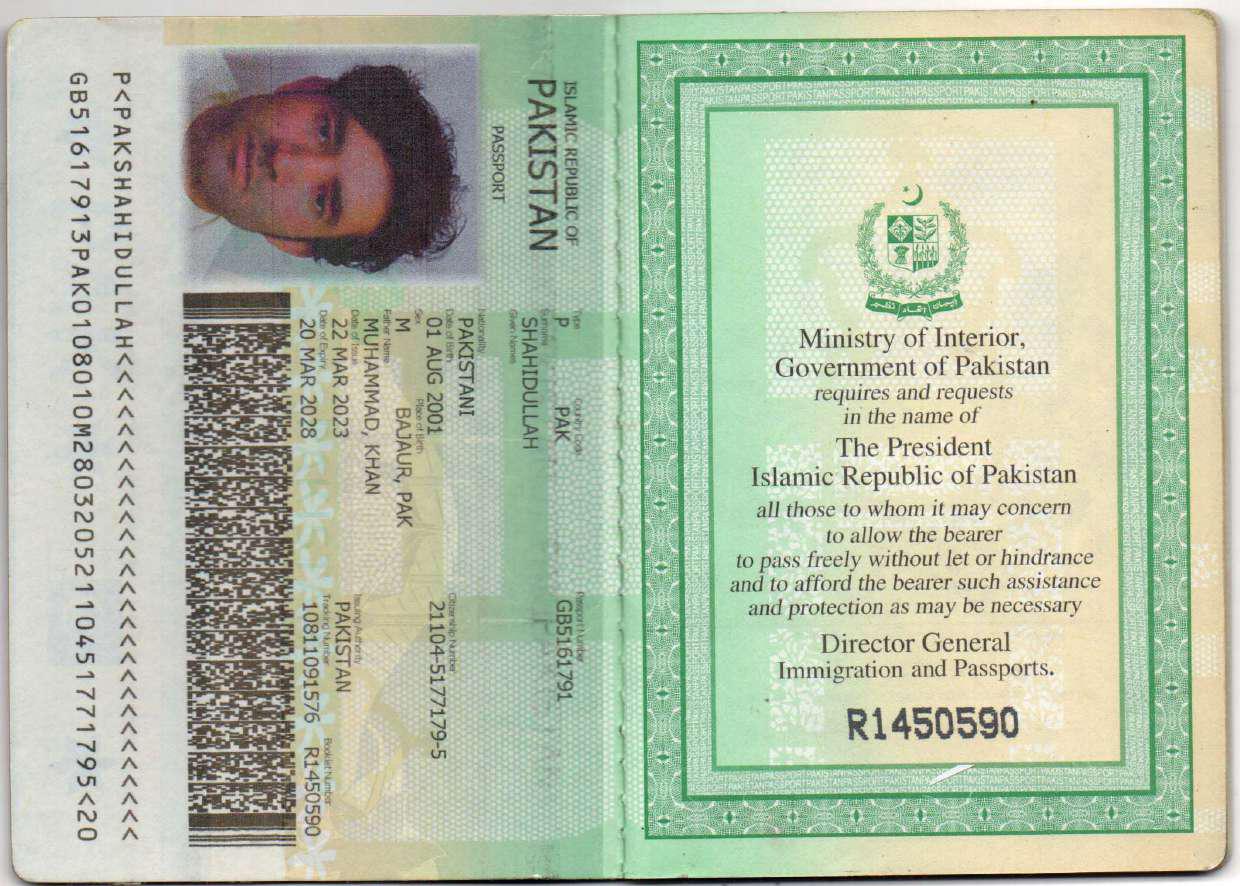 ISLAMIC REPUBLIC OF
PAKISTAN
PASSPORT
Type Country Code Passport Number
P PAK GB5161791
Surname
SHAHIDULLAH
Given Names
Nationality
PAKISTANI
Date of Birth Citizenship Number
01 AUG 2001 21104-5177179-5
Sex Place of Birth
M BAJAUR, PAK
Father Name
MUHAMMAD, KHAN
Date of Issue Issuing Authority
22 MAR 2023 PAKISTAN
Date of Expiry Tracking Number Booklet Number
20 MAR 2028 10811091576 R1450590
P<PAKSHAHIDULLAH<<<<<<<<<<<<<<<<<<<<<<<<<<<<
GB51617913PAK0108010M28032052110451771795<20
ایمان اتحاد نظم
Ministry of Interior,
Government of Pakistan
requires and requests
in the name of
The President
Islamic Republic of Pakistan
all those to whom it may concern
to allow the bearer
to pass freely without let or hindrance
and to afford the bearer such assistance
and protection as may be necessary
Director General
Immigration and Passports.
R1450590